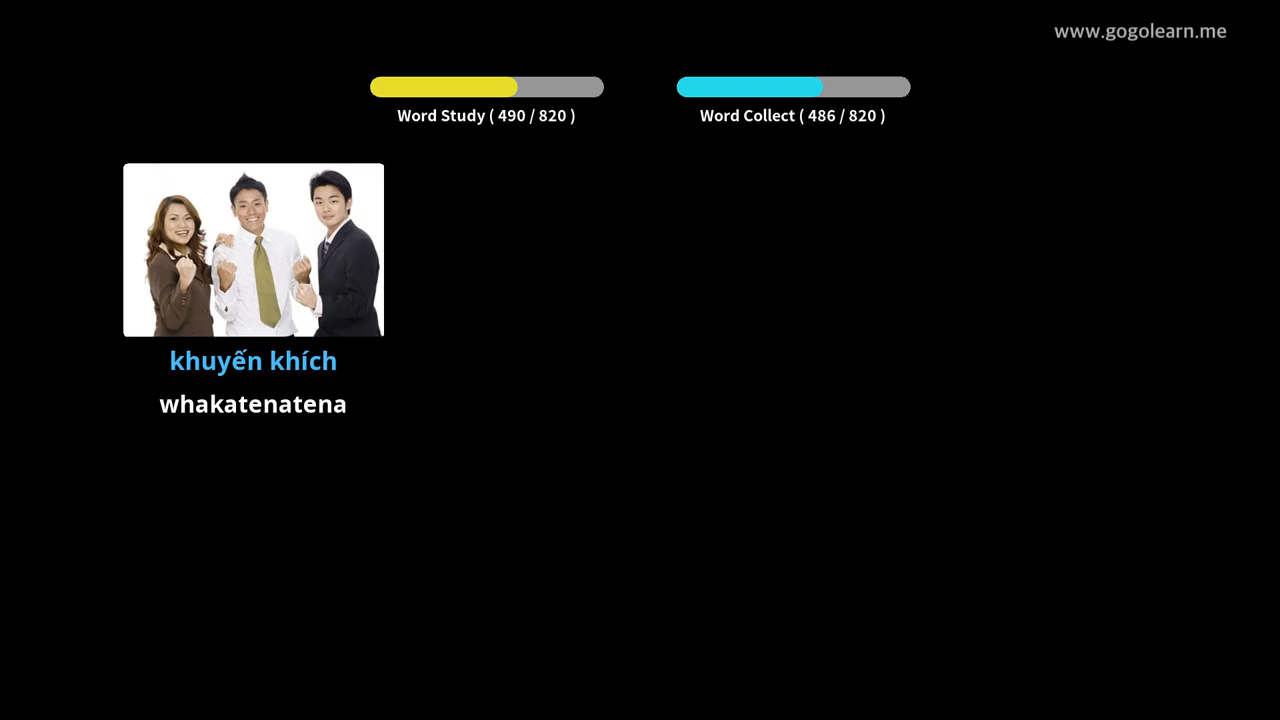 www.gogolearn.me
Word Study ( 490 / 820 )
Word Collect ( 486 / 820 )
khuyến khích
whakatenatena